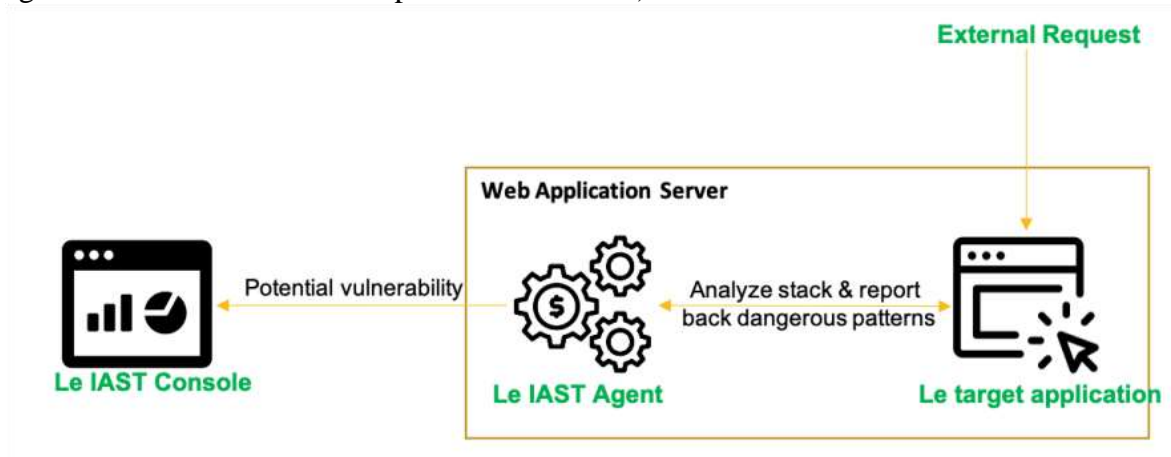 External Request
Web Application Server
Potential vulnerability
$
Analyze stack & report
back dangerous patterns
Le IAST Console
Le IAST Agent
Le target application